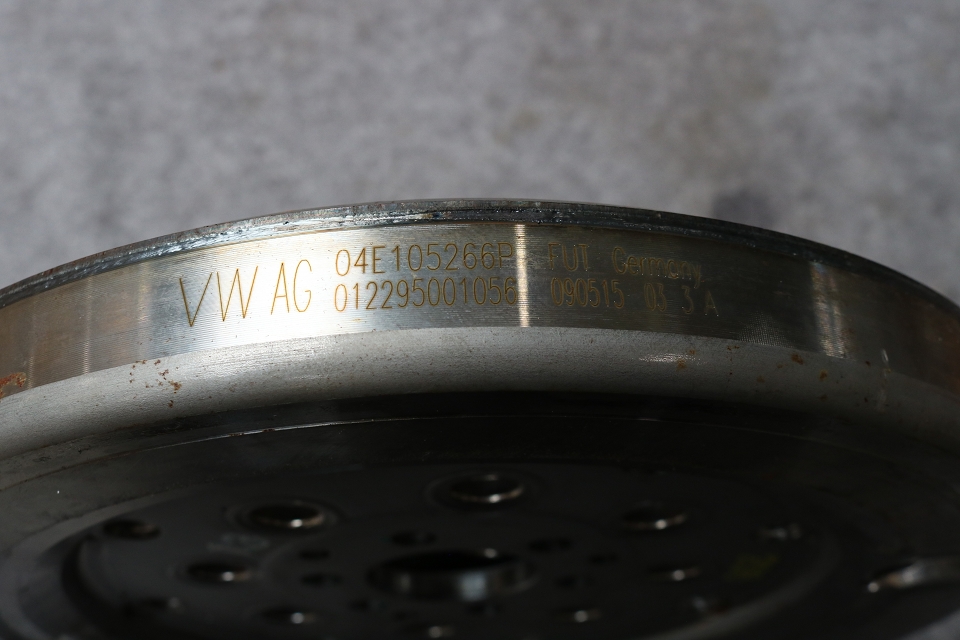 VW AG
04E105266P FUT Germany
012295001056 090515 03 3 A